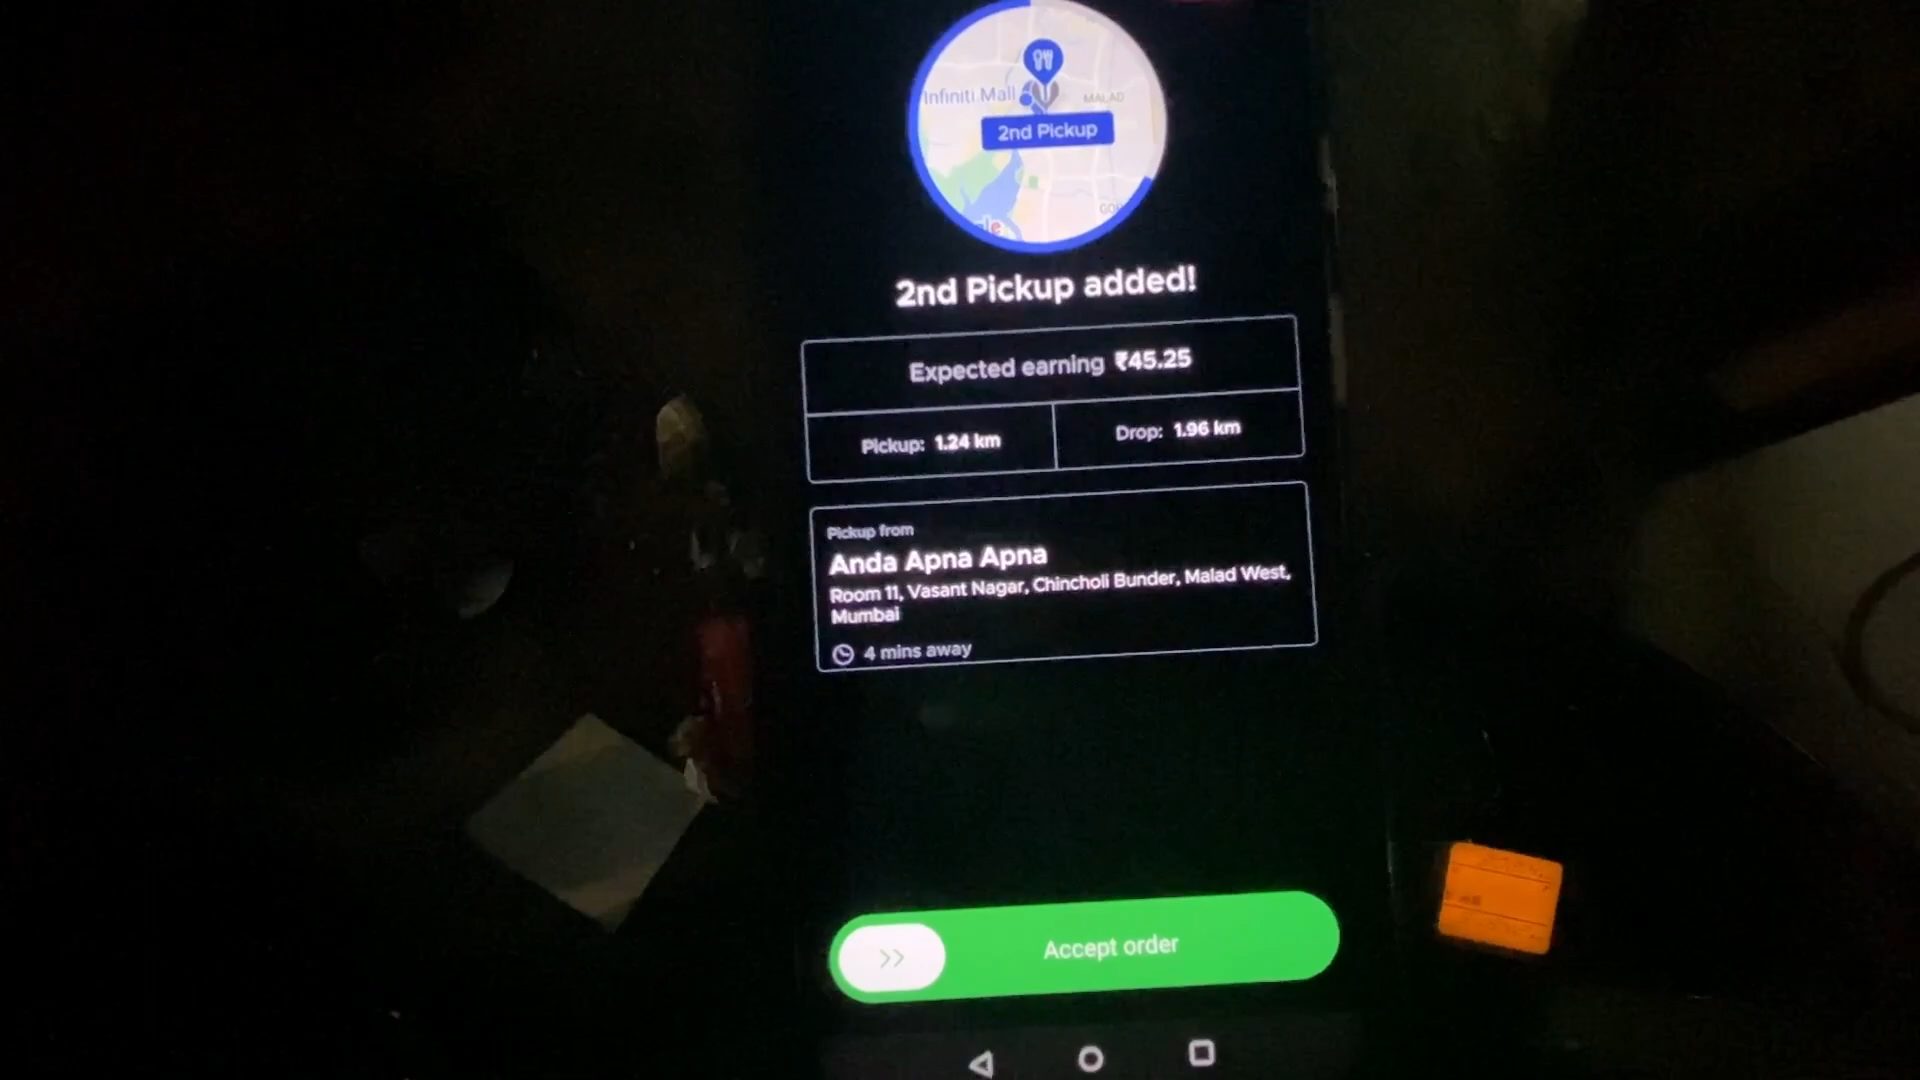 Infiniti Mall
MALAD
2nd Pickup
2nd Pickup added!
Expected earning ₹45.25
Pickup: 1.24 km
Drop: 1.96 km
Pickup from
Anda Apna Apna
Room 11, Vasant Nagar, Chincholi Bunder, Malad West,
Mumbai
4 mins away
Accept order